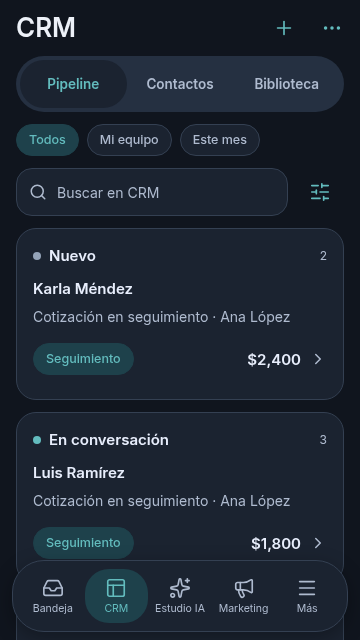 CRM
Pipeline Contactos Biblioteca
Todos Mi equipo Este mes
Buscar en CRM
Nuevo 2
Karla Méndez
Cotización en seguimiento · Ana López
Seguimiento $2,400
En conversación 3
Luis Ramírez
Cotización en seguimiento · Ana López
Seguimiento $1,800
Bandeja CRM Estudio IA Marketing Más